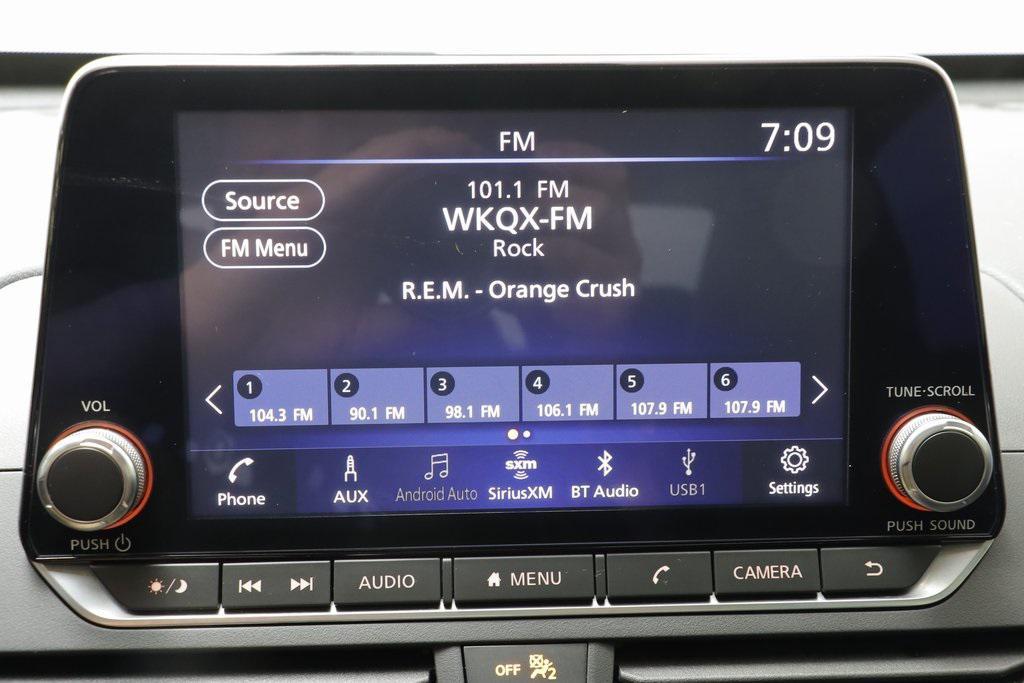 FM
7:09
Source
101.1 FM
WKQX-FM
FM Menu
Rock
R.E.M. - Orange Crush
1 104.3 FM
2 90.1 FM
3 98.1 FM
4 106.1 FM
5 107.9 FM
6 107.9 FM
VOL
TUNE·SCROLL
Phone
AUX
Android Auto
sxm
SiriusXM
BT Audio
USB1
Settings
PUSH
PUSH SOUND
AUDIO
MENU
CAMERA
OFF
2